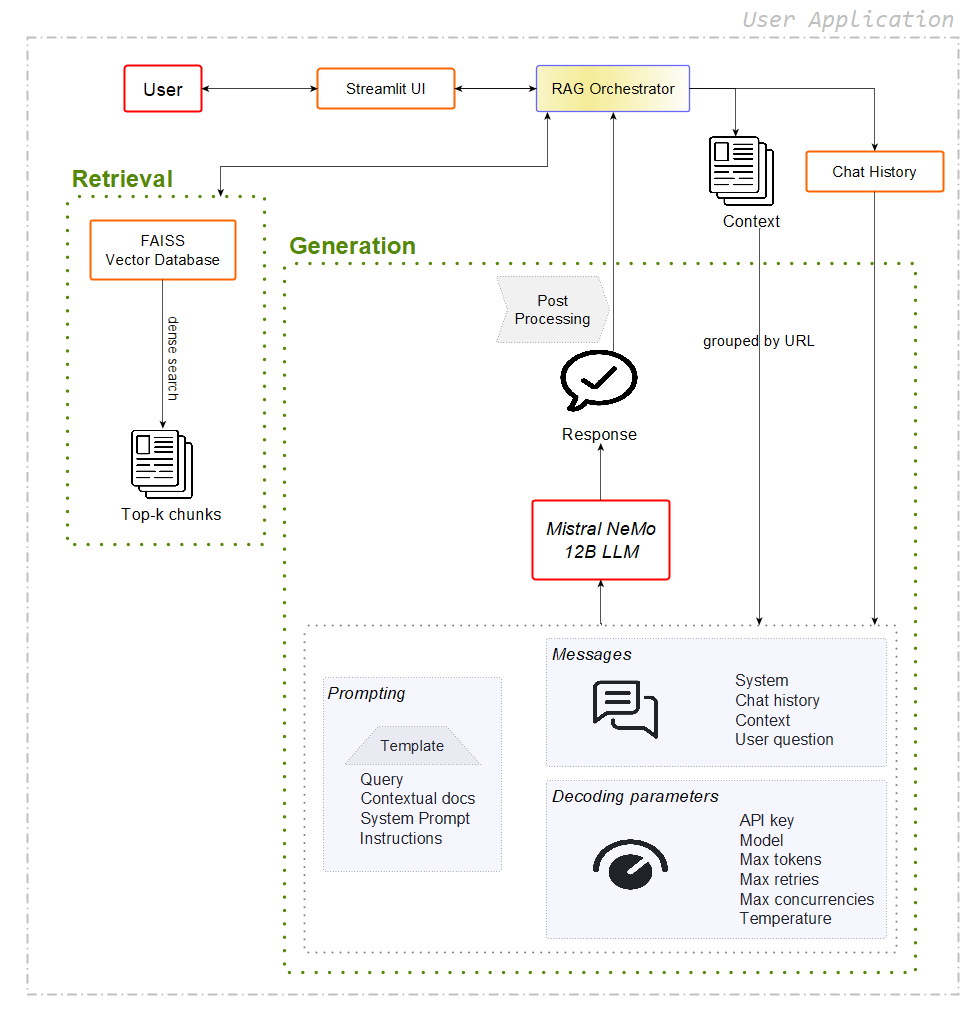 User Application
User
Streamlit UI
RAG Orchestrator
Chat History
Context
Retrieval
FAISS
Vector Database
dense search
Top-k chunks
Generation
Post
Processing
grouped by URL
Response
Mistral NeMo
12B LLM
Prompting
Template
Query
Contextual docs
System Prompt
Instructions
Messages
System
Chat history
Context
User question
Decoding parameters
API key
Model
Max tokens
Max retries
Max concurrencies
Temperature